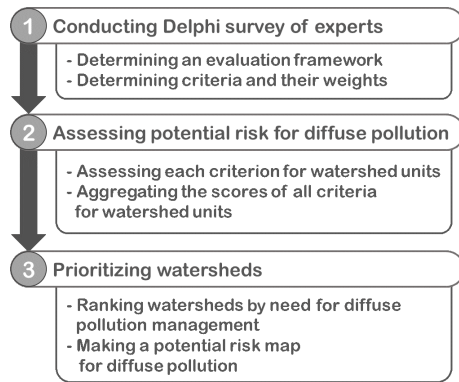 1 Conducting Delphi survey of experts
- Determining an evaluation framework
- Determining criteria and their weights
2 Assessing potential risk for diffuse pollution
- Assessing each criterion for watershed units
- Aggregating the scores of all criteria
for watershed units
3 Prioritizing watersheds
- Ranking watersheds by need for diffuse
pollution management
- Making a potential risk map
for diffuse pollution